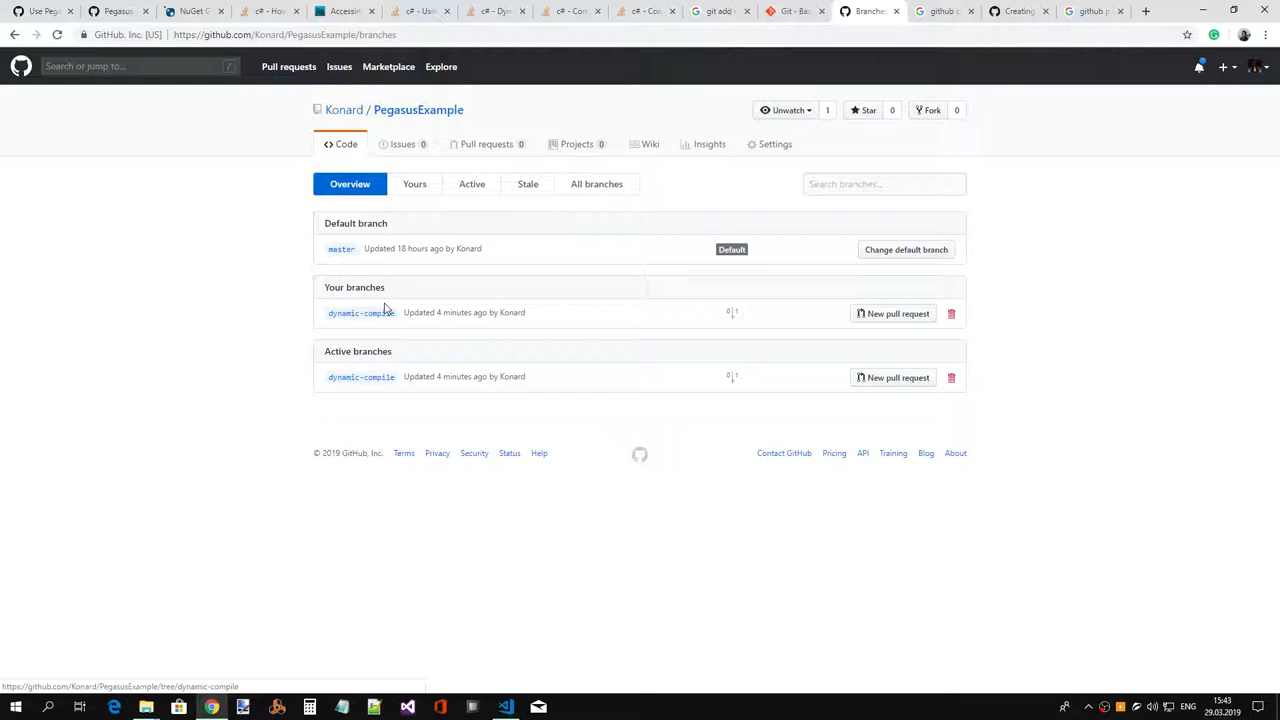 Use Pega
Pegasus
NuGet G
c# - How
Accessing
c# - Usin
c# - Dyn
c# - Con
c# - Cod
git add
Git - Bas
Branches
github c
Creating
github p
GitHub, Inc. [US] | https://github.com/Konard/PegasusExample/branches
Search or jump to... /
Pull requests Issues Marketplace Explore
Konard / PegasusExample
Unwatch 1 Star 0 Fork 0
Code Issues 0 Pull requests 0 Projects 0 Wiki Insights Settings
Overview Yours Active Stale All branches Search branches...
Default branch
master Updated 18 hours ago by Konard Default Change default branch
Your branches
dynamic-compile Updated 4 minutes ago by Konard 0 | 1 New pull request
Active branches
dynamic-compile Updated 4 minutes ago by Konard 0 | 1 New pull request
© 2019 GitHub, Inc. Terms Privacy Security Status Help Contact GitHub Pricing API Training Blog About
https://github.com/Konard/PegasusExample/tree/dynamic-compile
ENG
15:43
29.03.2019